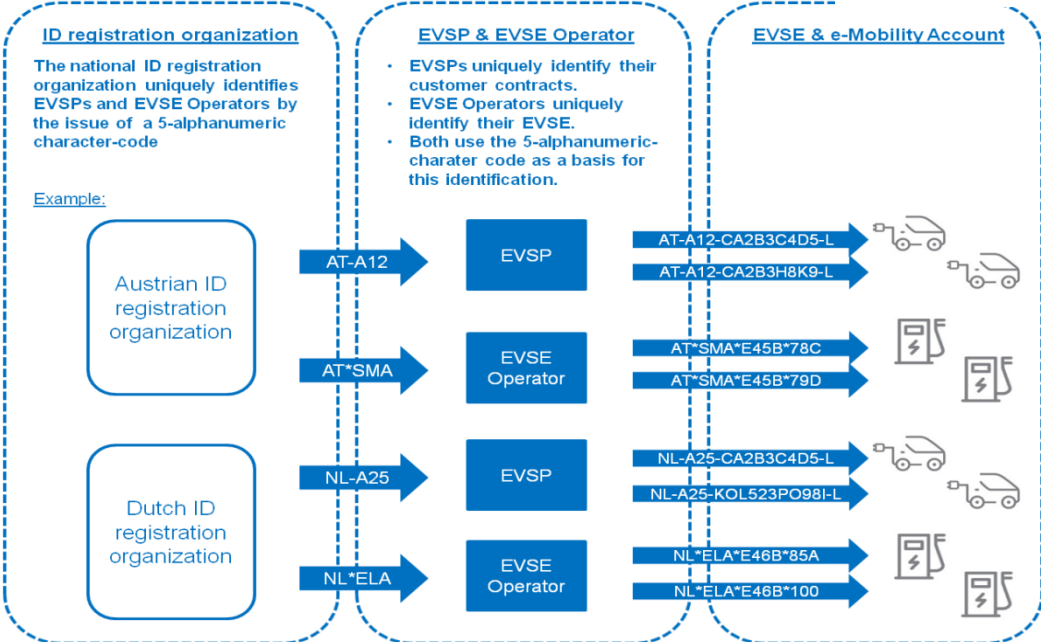 ID registration organization
The national ID registration
organization uniquely identifies
EVSPs and EVSE Operators by
the issue of a 5-alphanumeric
character-code
Example:
Austrian ID
registration
organization
Dutch ID
registration
organization
AT-A12
AT*SMA
NL-A25
NL*ELA
EVSP & EVSE Operator
• EVSPs uniquely identify their
customer contracts.
• EVSE Operators uniquely
identify their EVSE.
• Both use the 5-alphanumeric-
charater code as a basis for
this identification.
EVSP
EVSE
Operator
EVSP
EVSE
Operator
AT-A12-CA2B3C4D5-L
AT-A12-CA2B3H8K9-L
AT*SMA*E45B*78C
AT*SMA*E45B*79D
NL-A25-CA2B3C4D5-L
NL-A25-KOL523PO98I-L
NL*ELA*E46B*85A
NL*ELA*E46B*100
EVSE & e-Mobility Account